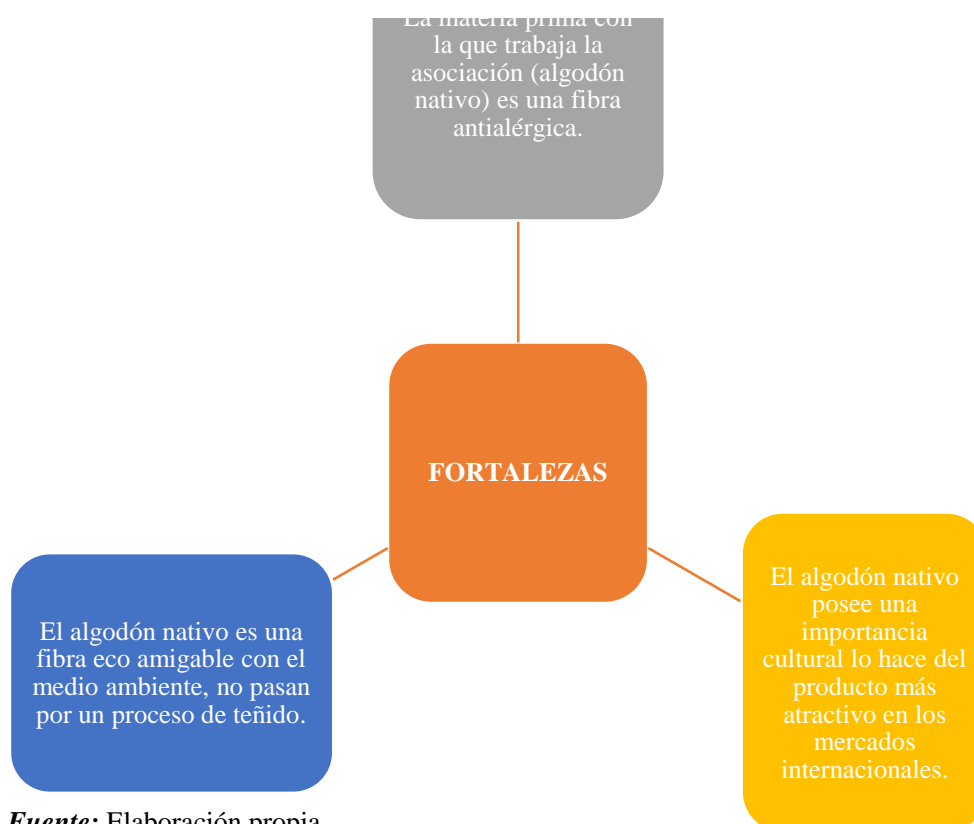 La materia prima con
la que trabaja la
asociación (algodón
nativo) es una fibra
antialérgica.
FORTALEZAS
El algodón nativo es una
fibra eco amigable con el
medio ambiente, no pasan
por un proceso de teñido.
El algodón nativo
posee una
importancia
cultural lo hace del
producto más
atractivo en los
mercados
internacionales.
Fuente: Elaboración propia